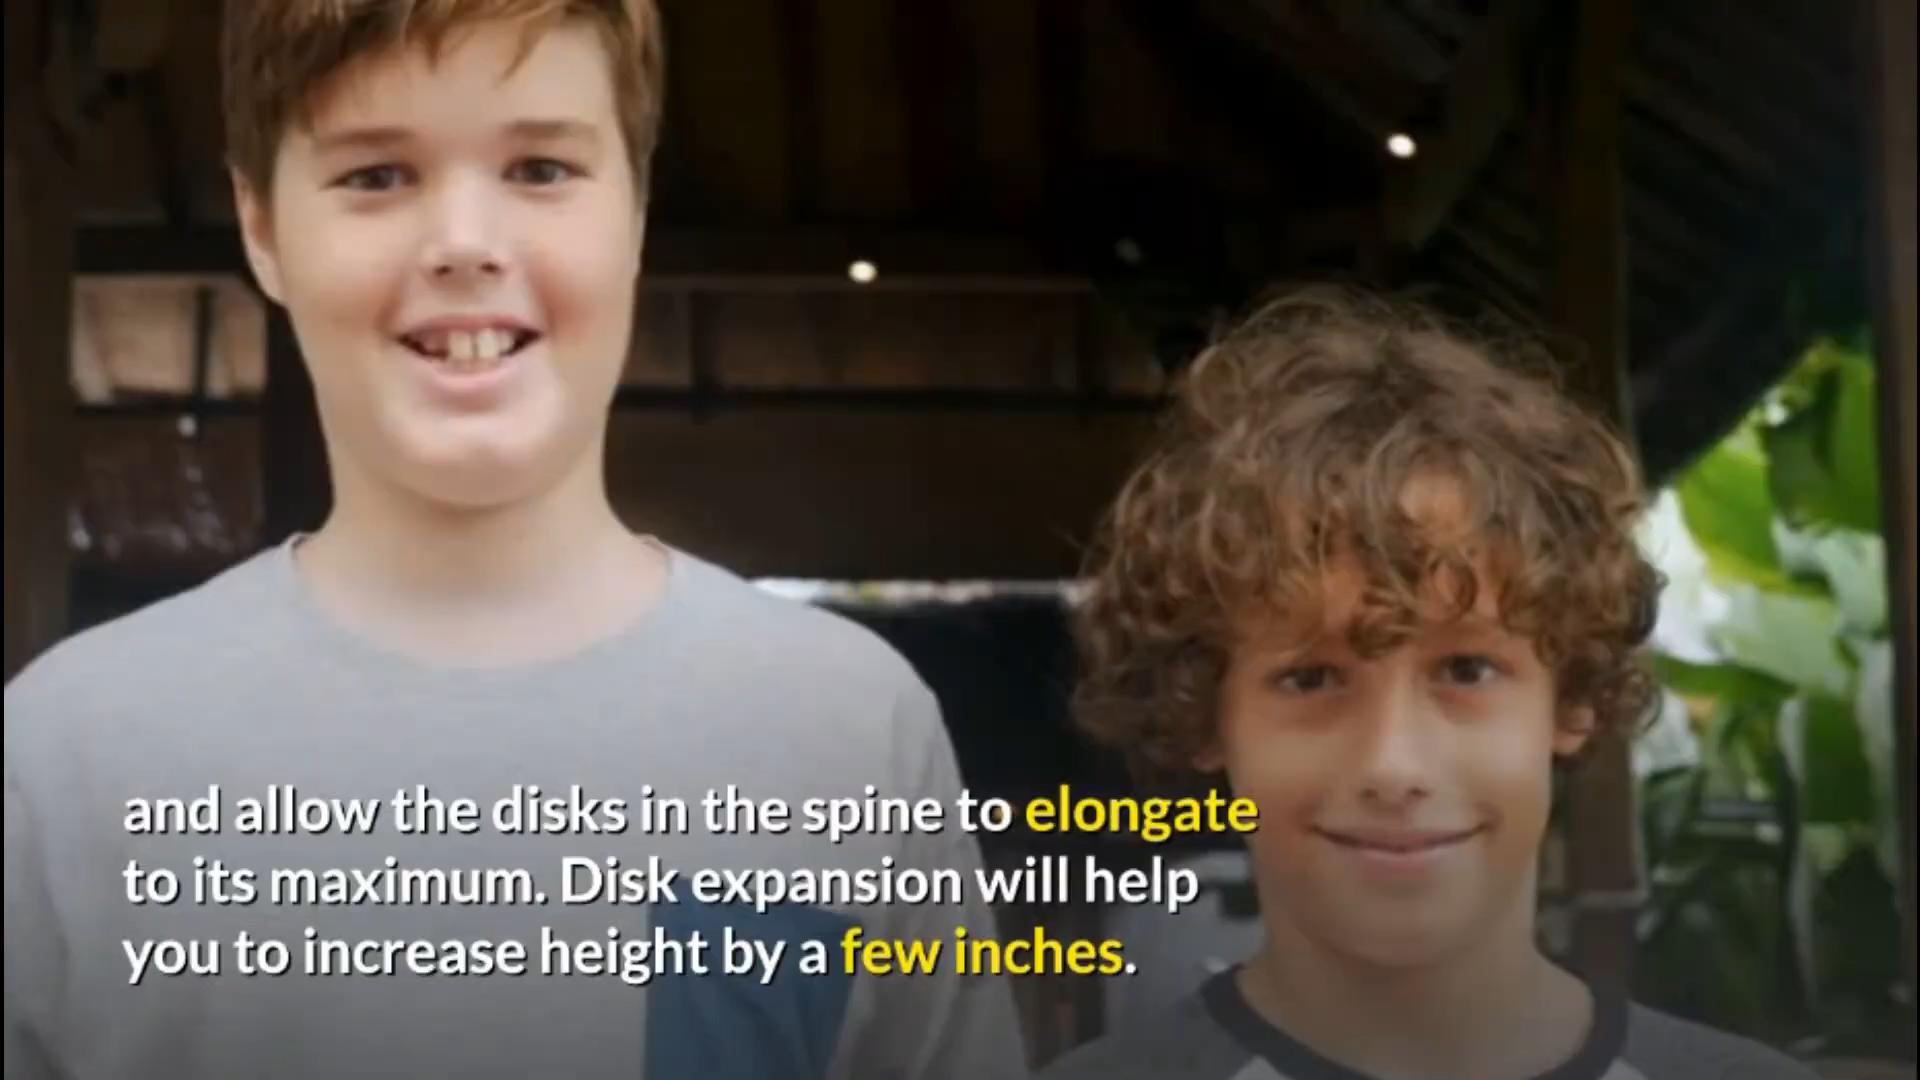 and allow the disks in the spine to elongate
to its maximum. Disk expansion will help
you to increase height by a few inches.